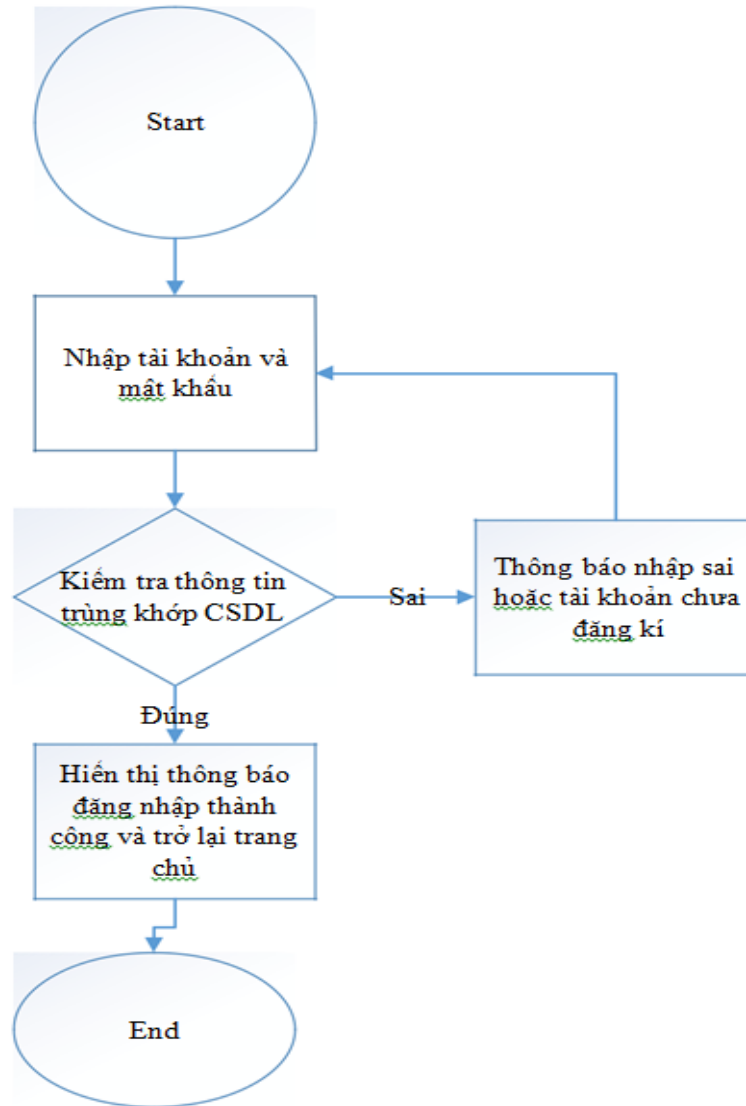 Start
Nhập tài khoản và
mật khẩu
Kiểm tra thông tin
trùng khớp CSDL
Sai
Thông báo nhập sai
hoặc tài khoản chưa
đăng kí
Đúng
Hiển thị thông báo
đăng nhập thành
công và trở lại trang
chủ
End